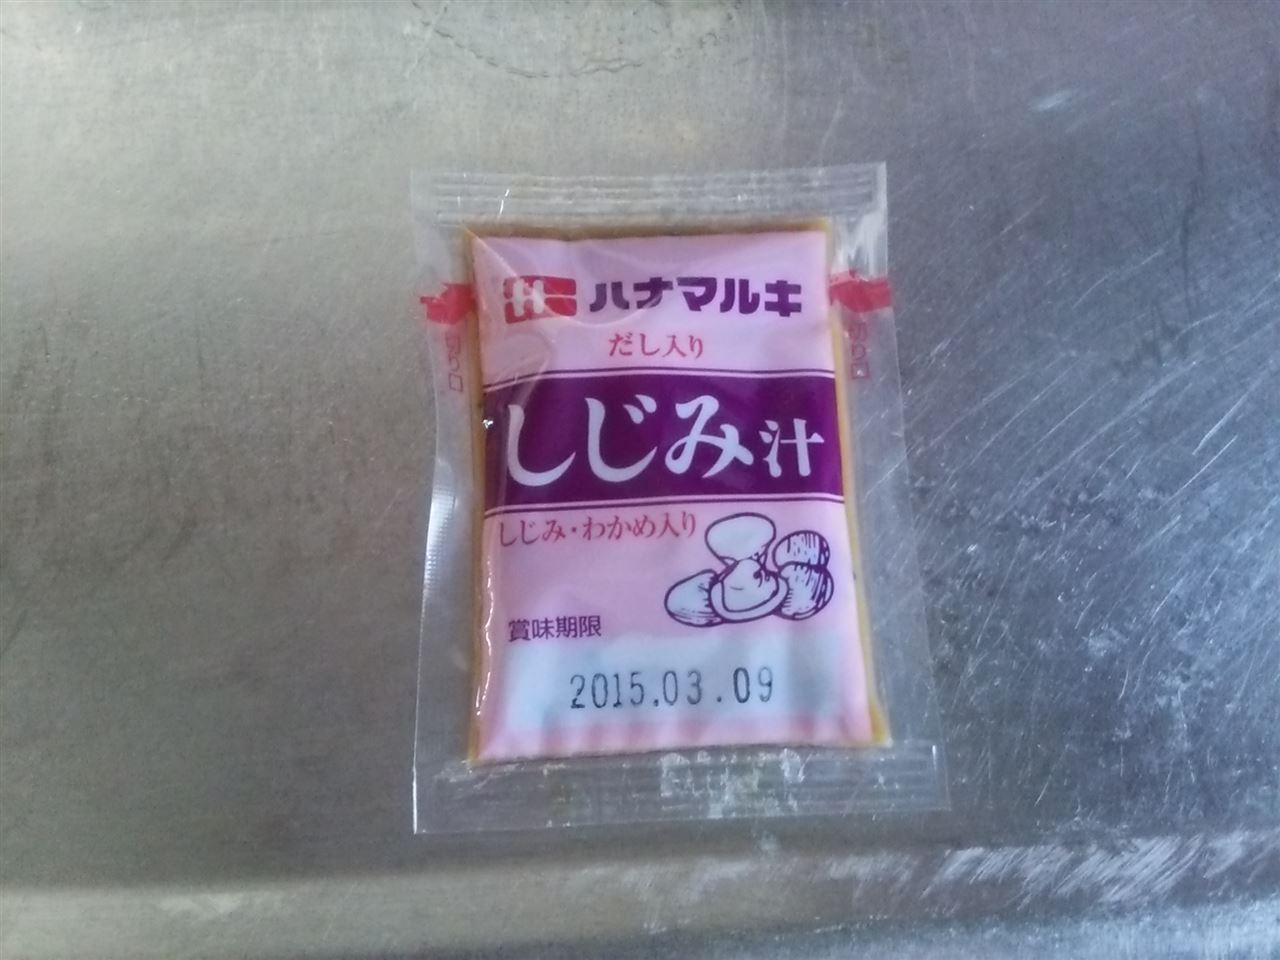 ハナマルキ
だし入り
切り口
切り口
しじみ汁
しじみ・わかめ入り
賞味期限
2015.03.09